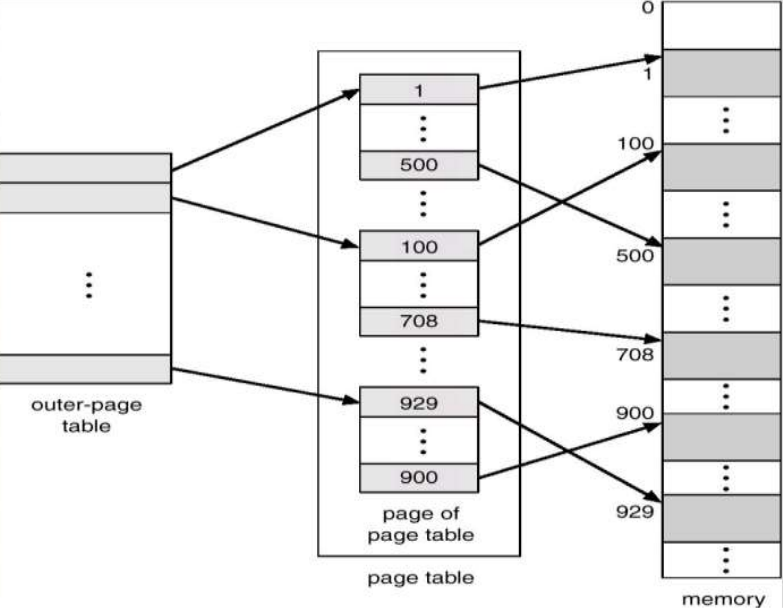 outer-page
table
1
500
100
708
929
900
page of
page table
page table
0
1
100
500
708
900
929
memory